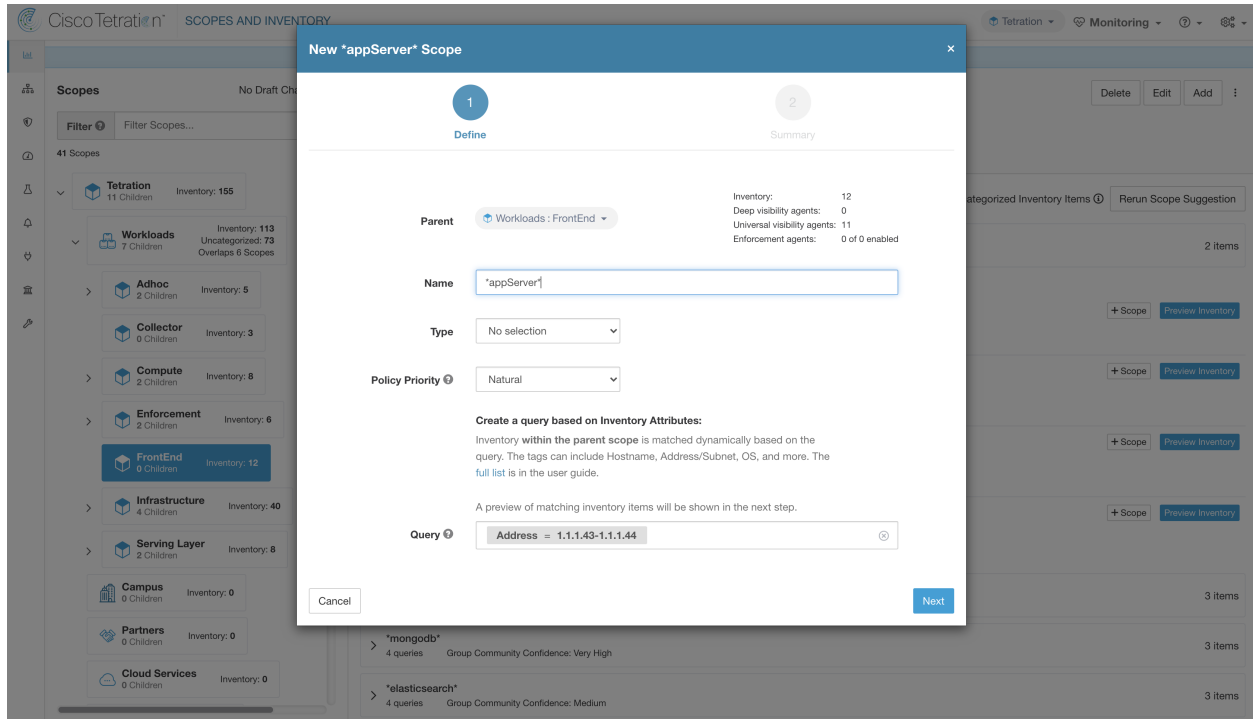 Cisco Tetration
SCOPES AND INVENTORY
Tetration
Monitoring
Scopes
No Draft Cha
Filter
Filter Scopes...
41 Scopes
Tetration
11 Children
Inventory: 155
Workloads
7 Children
Inventory: 113
Uncategorized: 73
Overlaps 6 Scopes
Adhoc
2 Children
Inventory: 5
Collector
0 Children
Inventory: 3
Compute
2 Children
Inventory: 8
Enforcement
2 Children
Inventory: 6
FrontEnd
0 Children
Inventory: 12
Infrastructure
4 Children
Inventory: 40
Serving Layer
2 Children
Inventory: 8
Campus
0 Children
Inventory: 0
Partners
0 Children
Inventory: 0
Cloud Services
0 Children
Inventory: 0
New *appServer* Scope
×
1
Define
2
Summary
Parent
Workloads : FrontEnd
Inventory: 12
Deep visibility agents: 0
Universal visibility agents: 11
Enforcement agents: 0 of 0 enabled
Name
*appServer*
Type
No selection
Policy Priority
Natural
Create a query based on Inventory Attributes:
Inventory within the parent scope is matched dynamically based on the
query. The tags can include Hostname, Address/Subnet, OS, and more. The
full list is in the user guide.
A preview of matching inventory items will be shown in the next step.
Query
Address = 1.1.1.43-1.1.1.44
Cancel
Next
Delete
Edit
Add
ategorized Inventory Items
Rerun Scope Suggestion
2 items
+ Scope
Preview Inventory
+ Scope
Preview Inventory
+ Scope
Preview Inventory
+ Scope
Preview Inventory
3 items
*mongodb*
4 queries
Group Community Confidence: Very High
3 items
*elasticsearch*
4 queries
Group Community Confidence: Medium
3 items